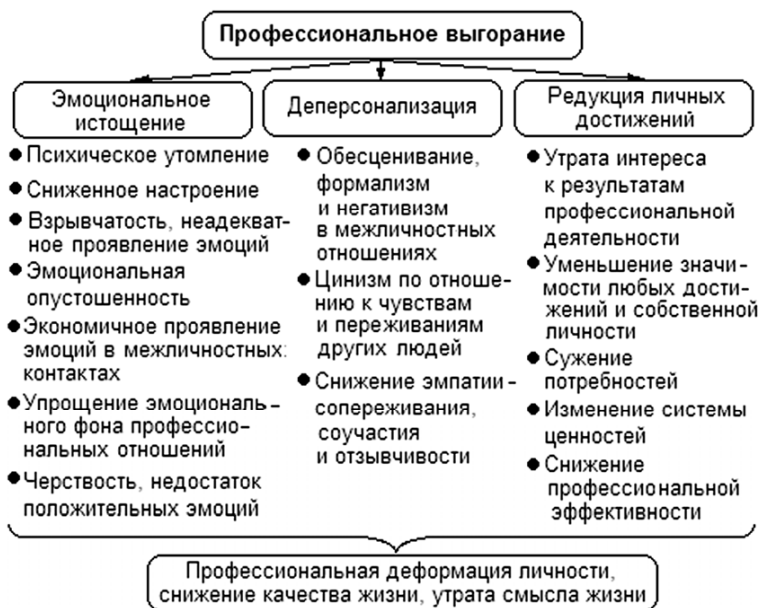 Профессиональное выгорание
Эмоциональное
истощение
● Психическое утомление
● Сниженное настроение
● Взрывчатость, неадекват-
ное проявление эмоций
● Эмоциональная
опустошенность
● Экономичное проявление
эмоций в межличностных:
контактах
● Упрощение эмоциональ-
ного фона профессио-
нальных отношений
● Черствость, недостаток
положительных эмоций
Деперсонализация
● Обесценивание,
формализм
и негативизм
в межличностных
отношениях
● Цинизм по отноше-
нию к чувствам
и переживаниям
других людей
● Снижение эмпатии–
сопереживания,
соучастия
и отзывчивости
Редукция личных
достижений
● Утрата интереса
к результатам
профессиональной
деятельности
● Уменьшение значи-
мости любых дости-
жений и собственной
личности
● Сужение
потребностей
● Изменение системы
ценностей
● Снижение
профессиональной
эффективности
Профессиональная деформация личности,
снижение качества жизни, утрата смысла жизни